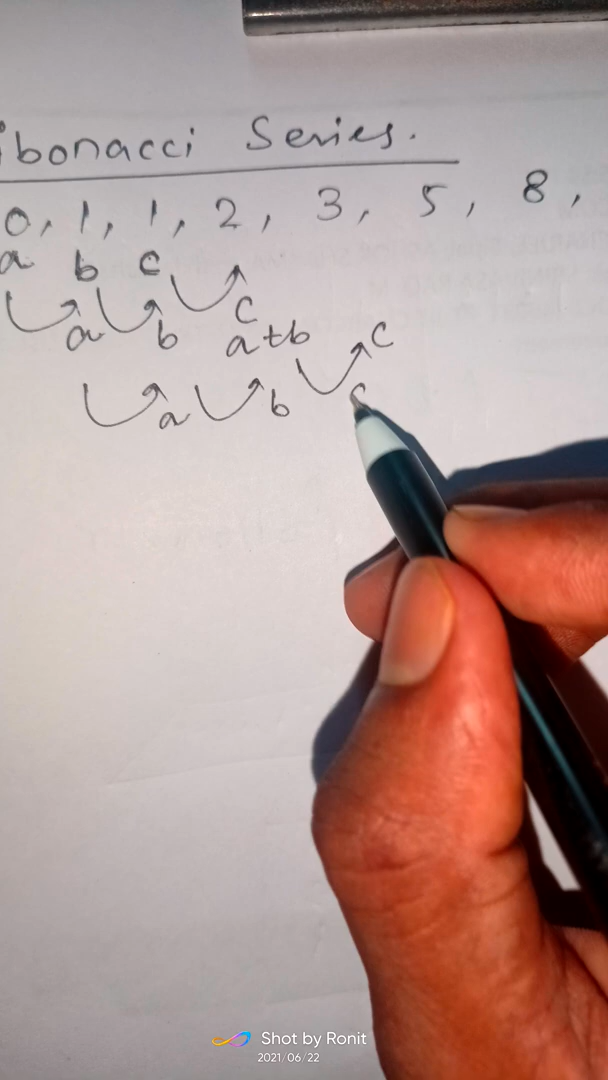 ibonacci Series.
0, 1, 1, 2, 3, 5, 8,
a b c
a b c
a+b c
a b c
Shot by Ronit
2021/06/22